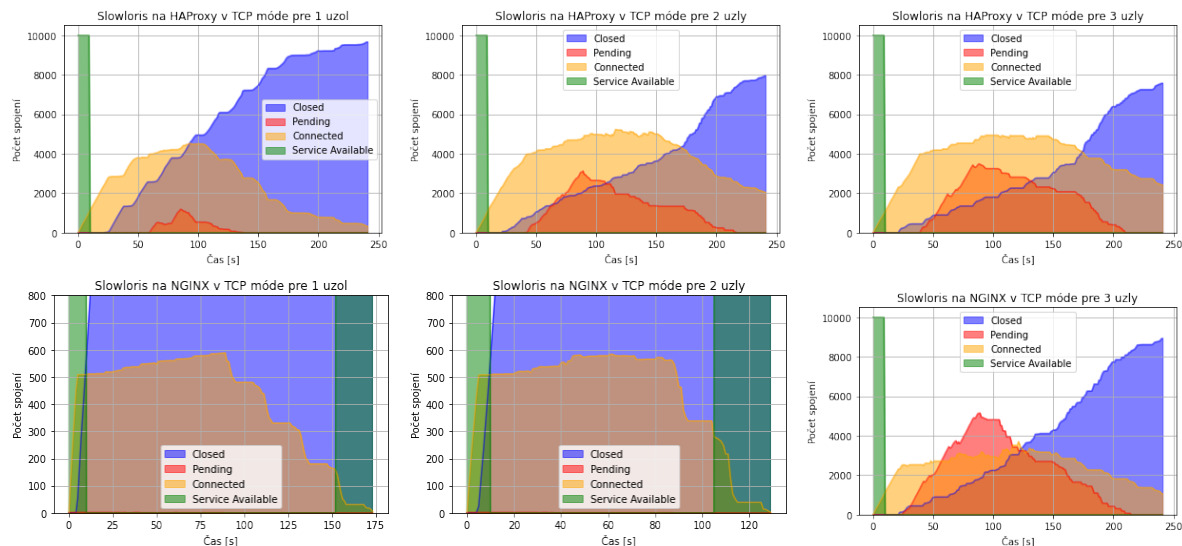 Slowloris na HAProxy v TCP móde pre 1 uzol
10000
8000
6000
4000
2000
0
Počet spojení
Closed
Pending
Connected
Service Available
0
50
100
150
200
250
Čas [s]
Slowloris na HAProxy v TCP móde pre 2 uzly
10000
8000
6000
4000
2000
0
Počet spojení
Closed
Pending
Connected
Service Available
0
50
100
150
200
250
Čas [s]
Slowloris na HAProxy v TCP móde pre 3 uzly
10000
8000
6000
4000
2000
0
Počet spojení
Closed
Pending
Connected
Service Available
0
50
100
150
200
250
Čas [s]
Slowloris na NGINX v TCP móde pre 1 uzol
800
700
600
500
400
300
200
100
0
Počet spojení
Closed
Pending
Connected
Service Available
0
25
50
75
100
125
150
175
Čas [s]
Slowloris na NGINX v TCP móde pre 2 uzly
800
700
600
500
400
300
200
100
0
Počet spojení
Closed
Pending
Connected
Service Available
0
20
40
60
80
100
120
Čas [s]
Slowloris na NGINX v TCP móde pre 3 uzly
10000
8000
6000
4000
2000
0
Počet spojení
Closed
Pending
Connected
Service Available
0
50
100
150
200
250
Čas [s]